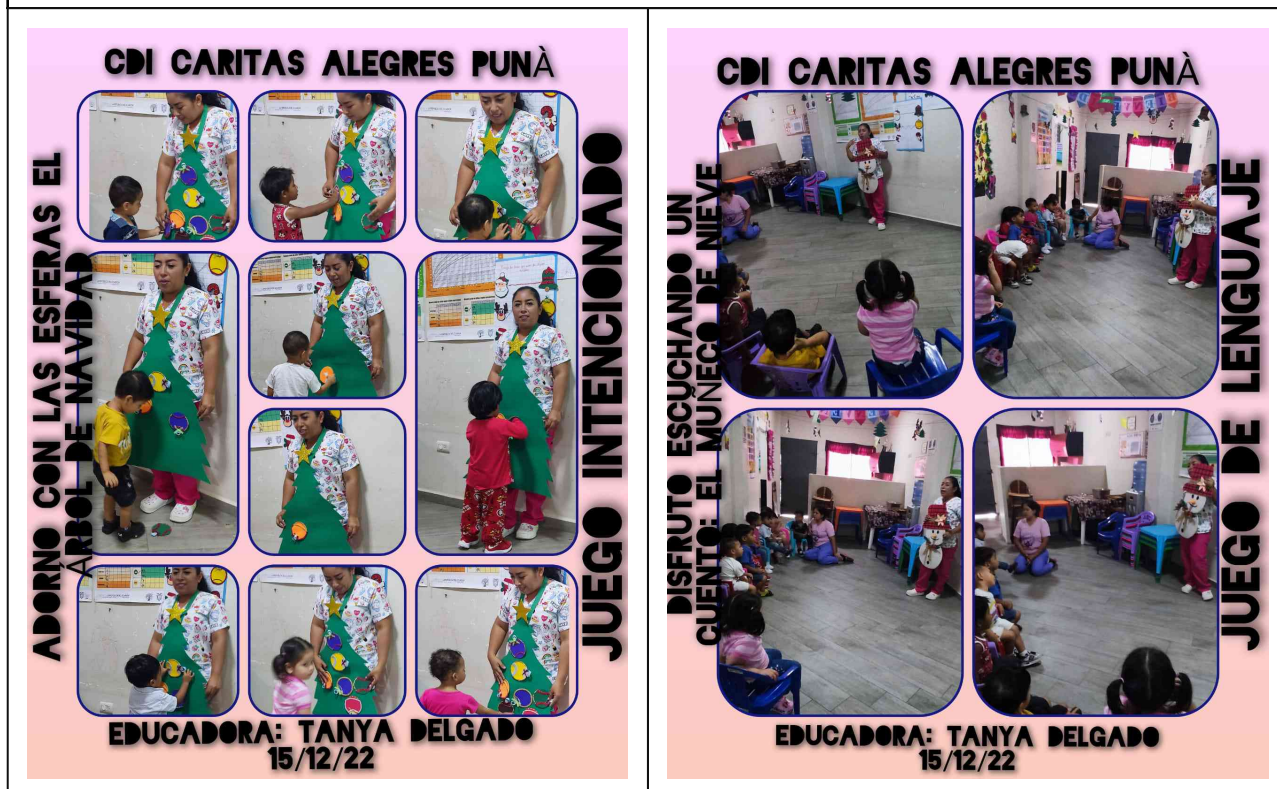 CDI CARITAS ALEGRES PUNÀ
ADORNO CON LAS ESFERAS EL
ÁRBOL DE NAVIDAD
JUEGO INTENCIONADO
EDUCADORA: TANYA DELGADO
15/12/22
CDI CARITAS ALEGRES PUNÀ
DISFRUTO ESCUCHANDO UN
CUENTO: EL MUÑECO DE NIEVE
JUEGO DE LENGUAJE
EDUCADORA: TANYA DELGADO
15/12/22